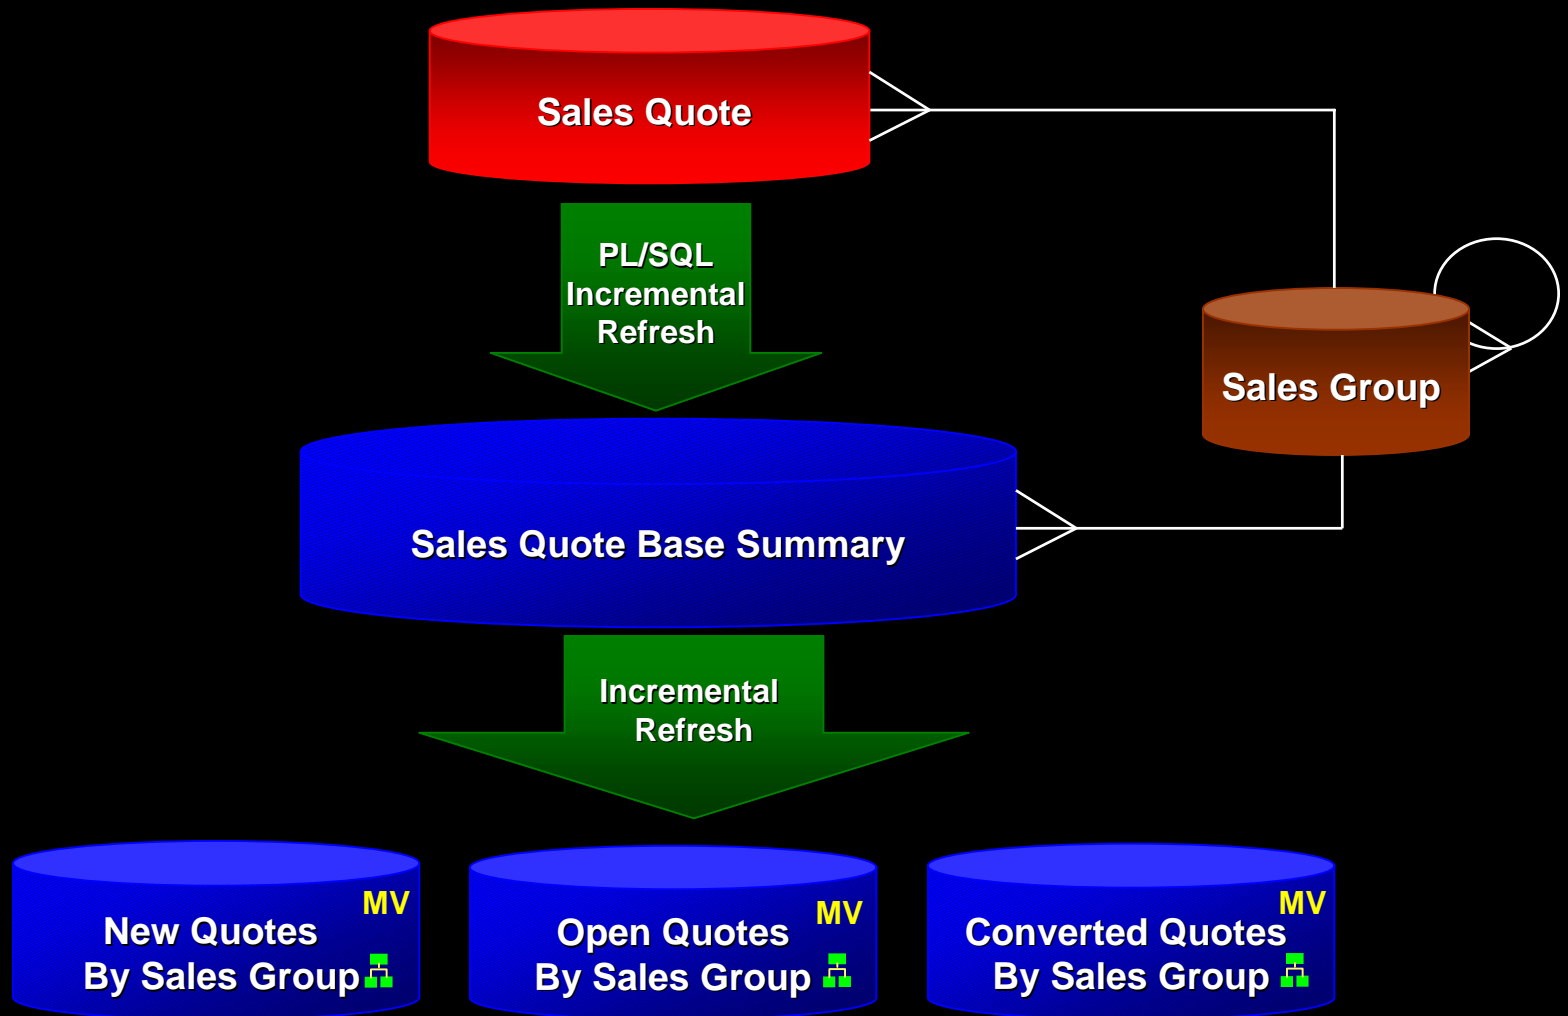 Sales Quote
PL/SQL
Incremental
Refresh
Sales Group
Sales Quote Base Summary
Incremental
Refresh
MV
New Quotes
By Sales Group
MV
Open Quotes
By Sales Group
MV
Converted Quotes
By Sales Group